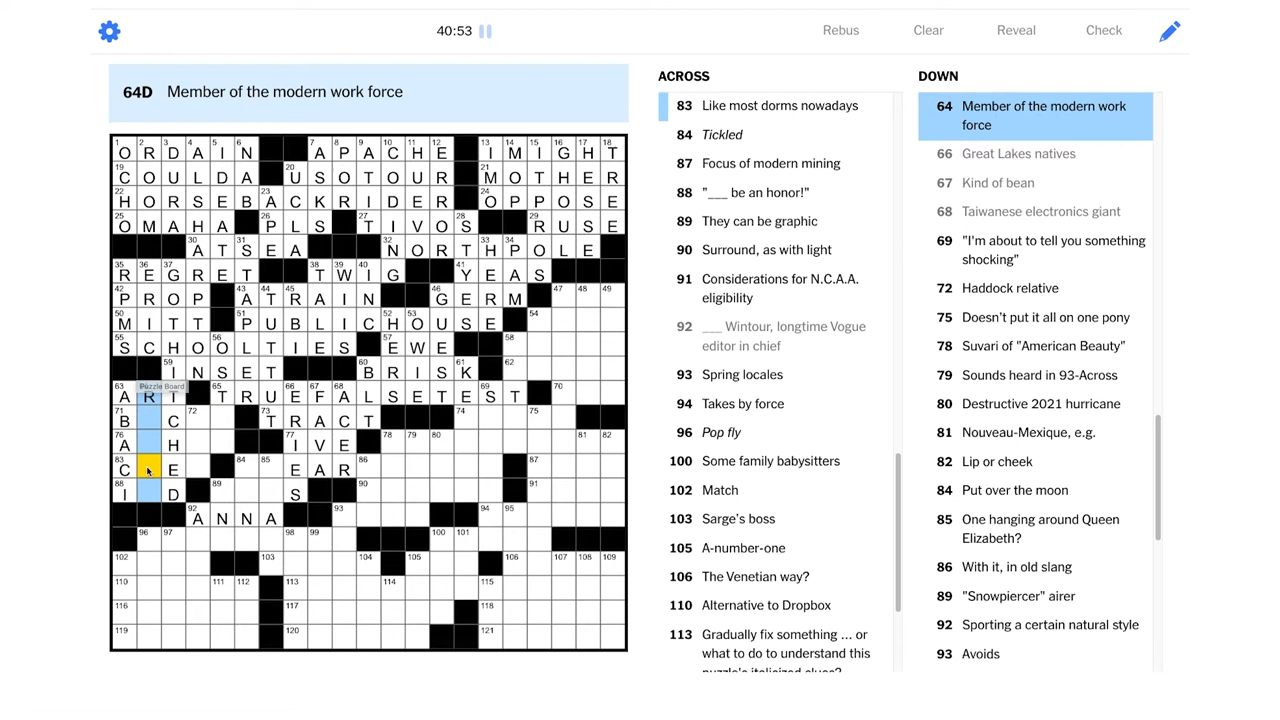 40:53
Rebus
Clear
Reveal
Check
64D Member of the modern work force
ACROSS
83 Like most dorms nowadays
84 Tickled
87 Focus of modern mining
88 "___ be an honor!"
89 They can be graphic
90 Surround, as with light
91 Considerations for N.C.A.A.
eligibility
92 ___ Wintour, longtime Vogue
editor in chief
93 Spring locales
94 Takes by force
96 Pop fly
100 Some family babysitters
102 Match
103 Sarge's boss
105 A-number-one
106 The Venetian way?
110 Alternative to Dropbox
113 Gradually fix something ... or
what to do to understand this
puzzle's italicized clues?
DOWN
64 Member of the modern work
force
66 Great Lakes natives
67 Kind of bean
68 Taiwanese electronics giant
69 "I'm about to tell you something
shocking"
72 Haddock relative
75 Doesn't put it all on one pony
78 Suvari of "American Beauty"
79 Sounds heard in 93-Across
80 Destructive 2021 hurricane
81 Nouveau-Mexique, e.g.
82 Lip or cheek
84 Put over the moon
85 One hanging around Queen
Elizabeth?
86 With it, in old slang
89 "Snowpiercer" airer
92 Sporting a certain natural style
93 Avoids
ORDAIN APACHE IMIGHT
COULDA USOTOUR MOTHER
HORSEBACKRIDER OPPOSE
OMAHA PLS TIVOS RUSE
ATSEA NORTHPOLE
REGRET TWIG YEAS
PROP ATRAIN GERM
MITT PUBLICHOUSE
SCHOOLTIES EWE
INSET BRISK
Puzzle Board
ART TRUEFALSETEST
B C TRACT
A H IVE
C E EAR
I D S
ANNA